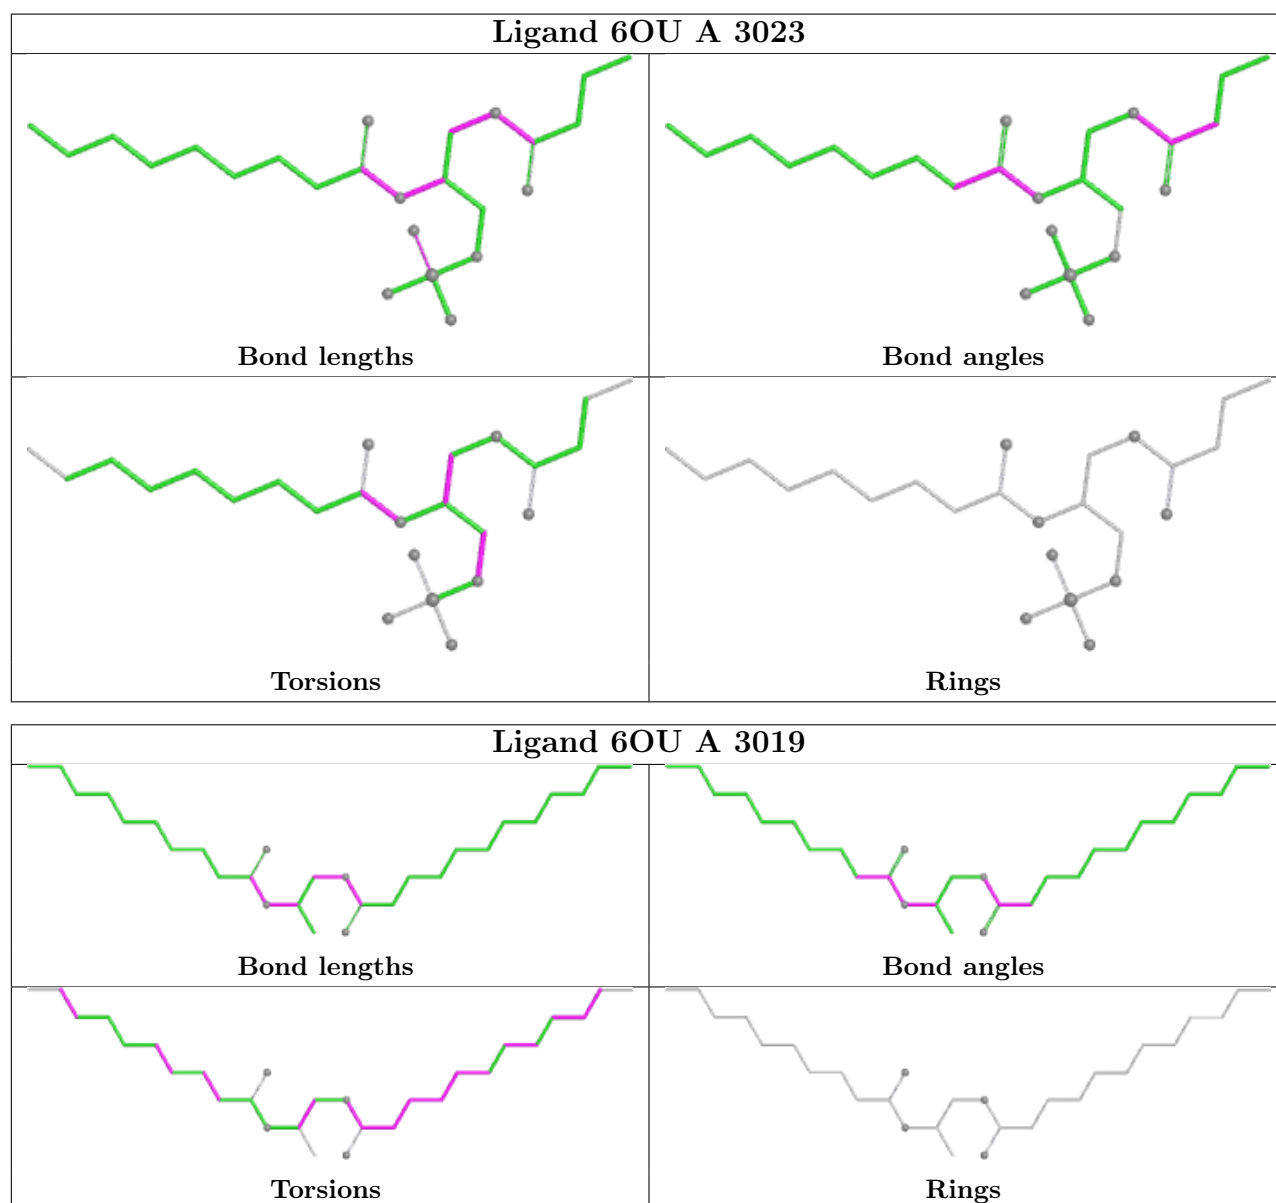 Ligand 6OU A 3023
Bond lengths
Bond angles
Torsions
Rings
Ligand 6OU A 3019
Bond lengths
Bond angles
Torsions
Rings